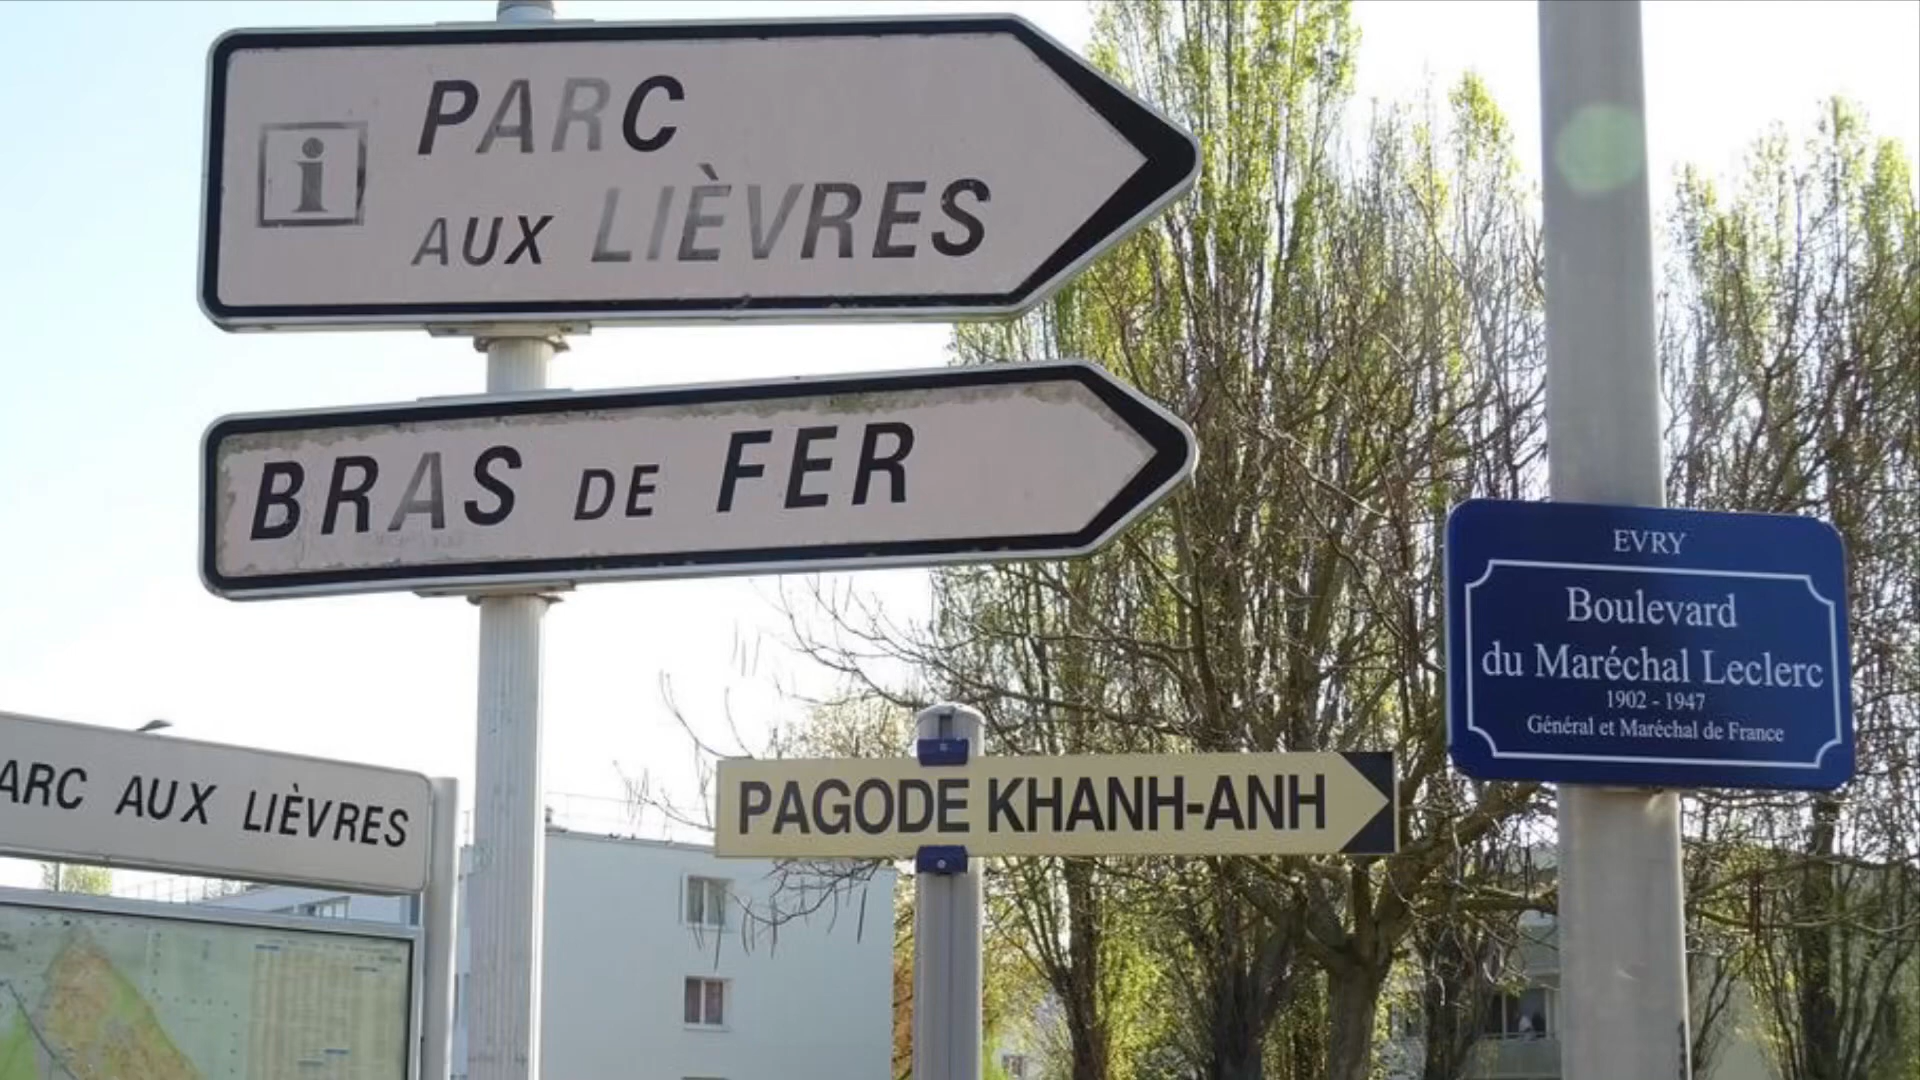 i
PARC
AUX LIÈVRES
BRAS DE FER
EVRY
Boulevard
du Maréchal Leclerc
1902 - 1947
Général et Maréchal de France
PAGODE KHANH-ANH
ARC AUX LIÈVRES